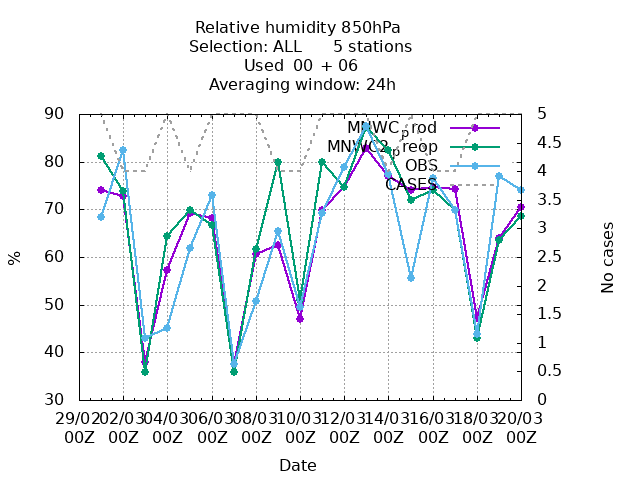 Relative humidity 850hPa
Selection: ALL 5 stations
Used 00 + 06
Averaging window: 24h
90 80 70 60 50 40 30
%
5 4.5 4 3.5 3 2.5 2 1.5 1 0.5 0
No cases
MNWC_prod
MNWC2_preop
OBS
CASES
29/02 02/03 04/03 06/03 08/03 10/03 12/03 14/03 16/03 18/03 20/03
00Z 00Z 00Z 00Z 00Z 00Z 00Z 00Z 00Z 00Z 00Z
Date